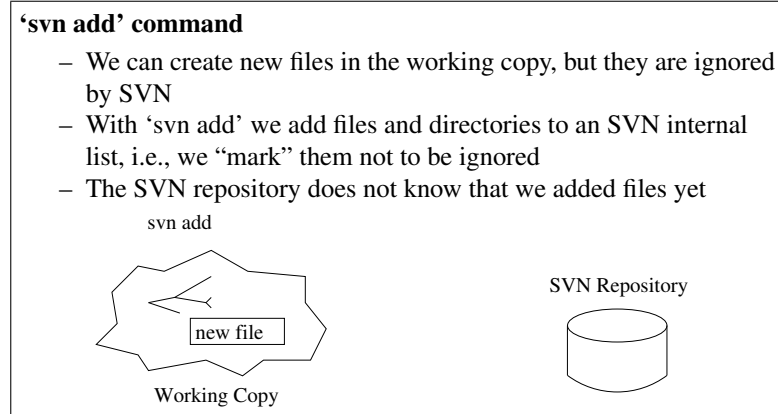 ‘svn add’ command
– We can create new files in the working copy, but they are ignored
by SVN
– With ‘svn add’ we add files and directories to an SVN internal
list, i.e., we “mark” them not to be ignored
– The SVN repository does not know that we added files yet
svn add
SVN Repository
new file
Working Copy